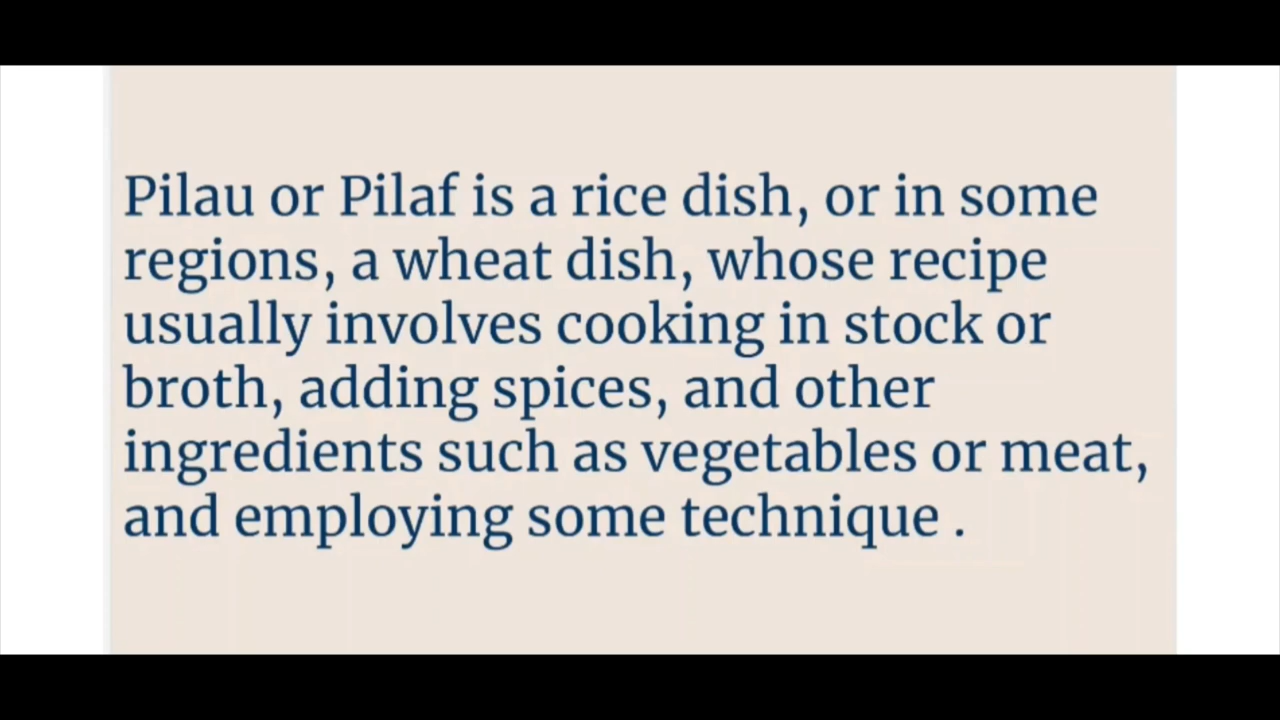 Pilau or Pilaf is a rice dish, or in some
regions, a wheat dish, whose recipe
usually involves cooking in stock or
broth, adding spices, and other
ingredients such as vegetables or meat,
and employing some technique .